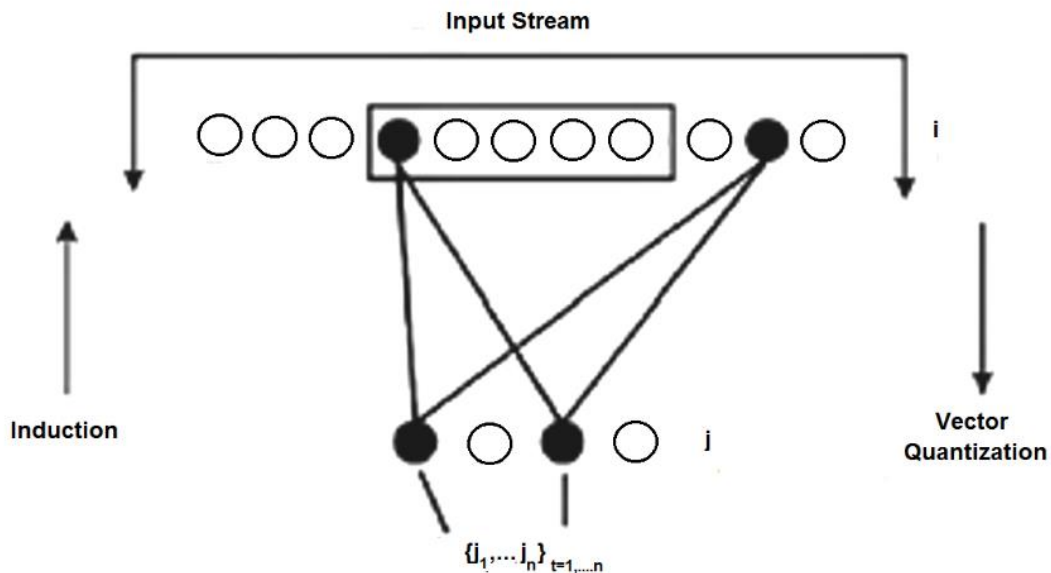 Input Stream
i
Induction
Vector
Quantization
j
{j₁,...jₙ} t=1,....n